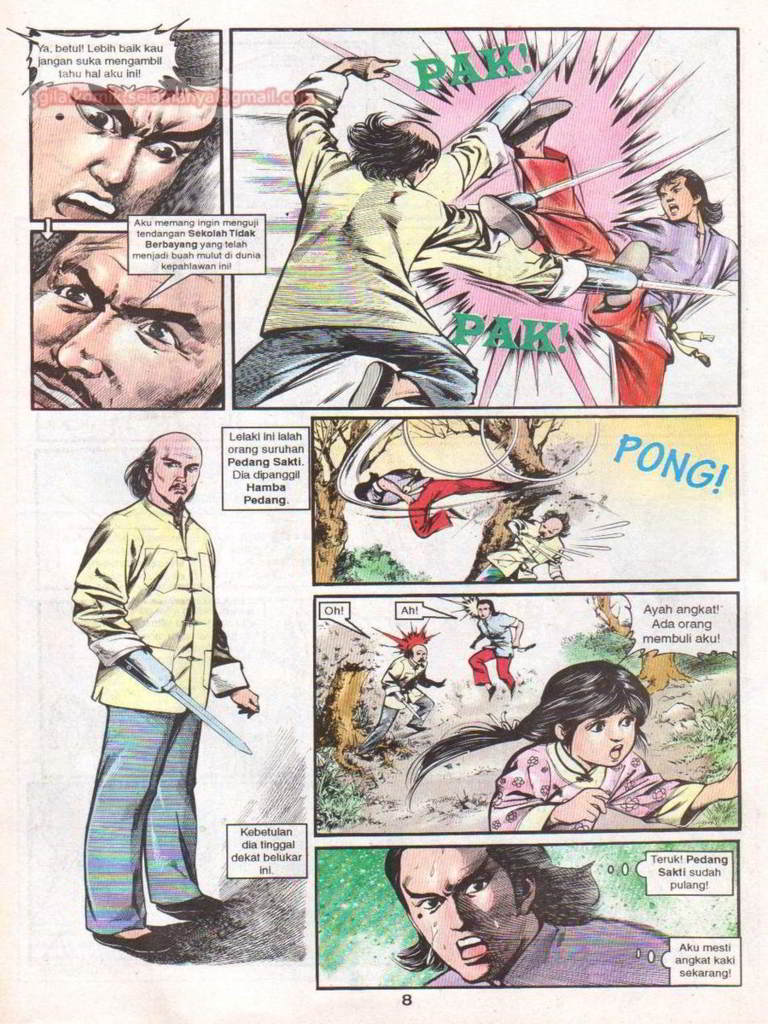 Ya, betul! Lebih baik kau
jangan suka mengambil
tahu hal aku ini!
Aku memang ingin menguji
tendangan Sekolah Tidak
Berbayang yang telah
menjadi buah mulut di dunia
kepahlawan ini!
PAK!
PAK!
Lelaki ini ialah
orang suruhan
Pedang Sakti.
Dia dipanggil
Hamba
Pedang.
PONG!
Oh!
Ah!
Ayah angkat!
Ada orang
membuli aku!
Kebetulan
dia tinggal
dekat belukar
ini.
Teruk! Pedang
Sakti sudah
pulang!
Aku mesti
angkat kaki
sekarang!
8